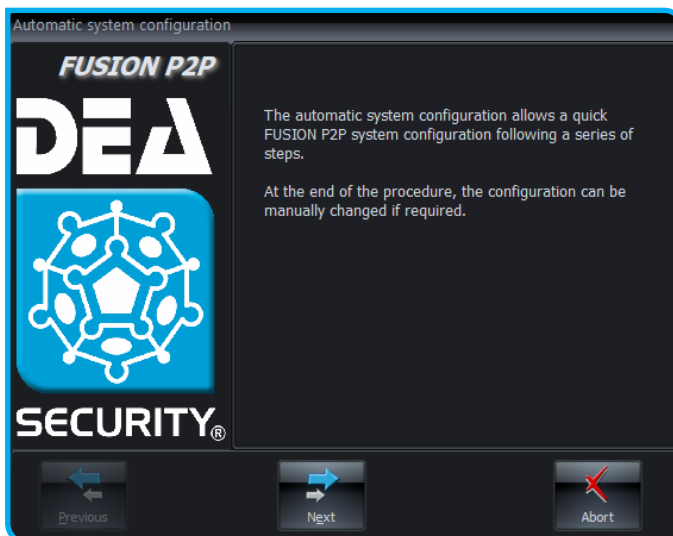 Automatic system configuration
FUSION P2P
DEA
SECURITY®
The automatic system configuration allows a quick
FUSION P2P system configuration following a series of
steps.
At the end of the procedure, the configuration can be
manually changed if required.
Previous
Next
Abort